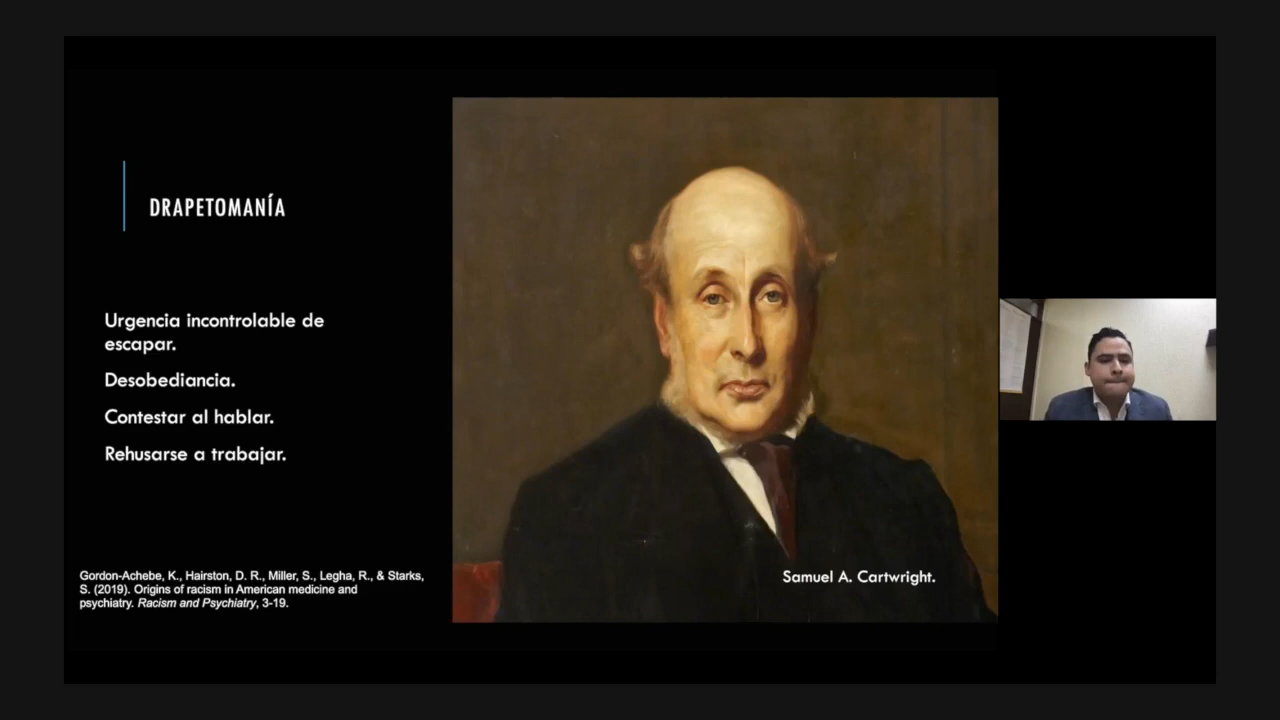 DRAPETOMANÍA
Urgencia incontrolable de
escapar.
Desobediancia.
Contestar al hablar.
Rehusarse a trabajar.
Gordon-Achebe, K., Hairston, D. R., Miller, S., Legha, R., & Starks,
S. (2019). Origins of racism in American medicine and
psychiatry. Racism and Psychiatry, 3-19.
Samuel A. Cartwright.